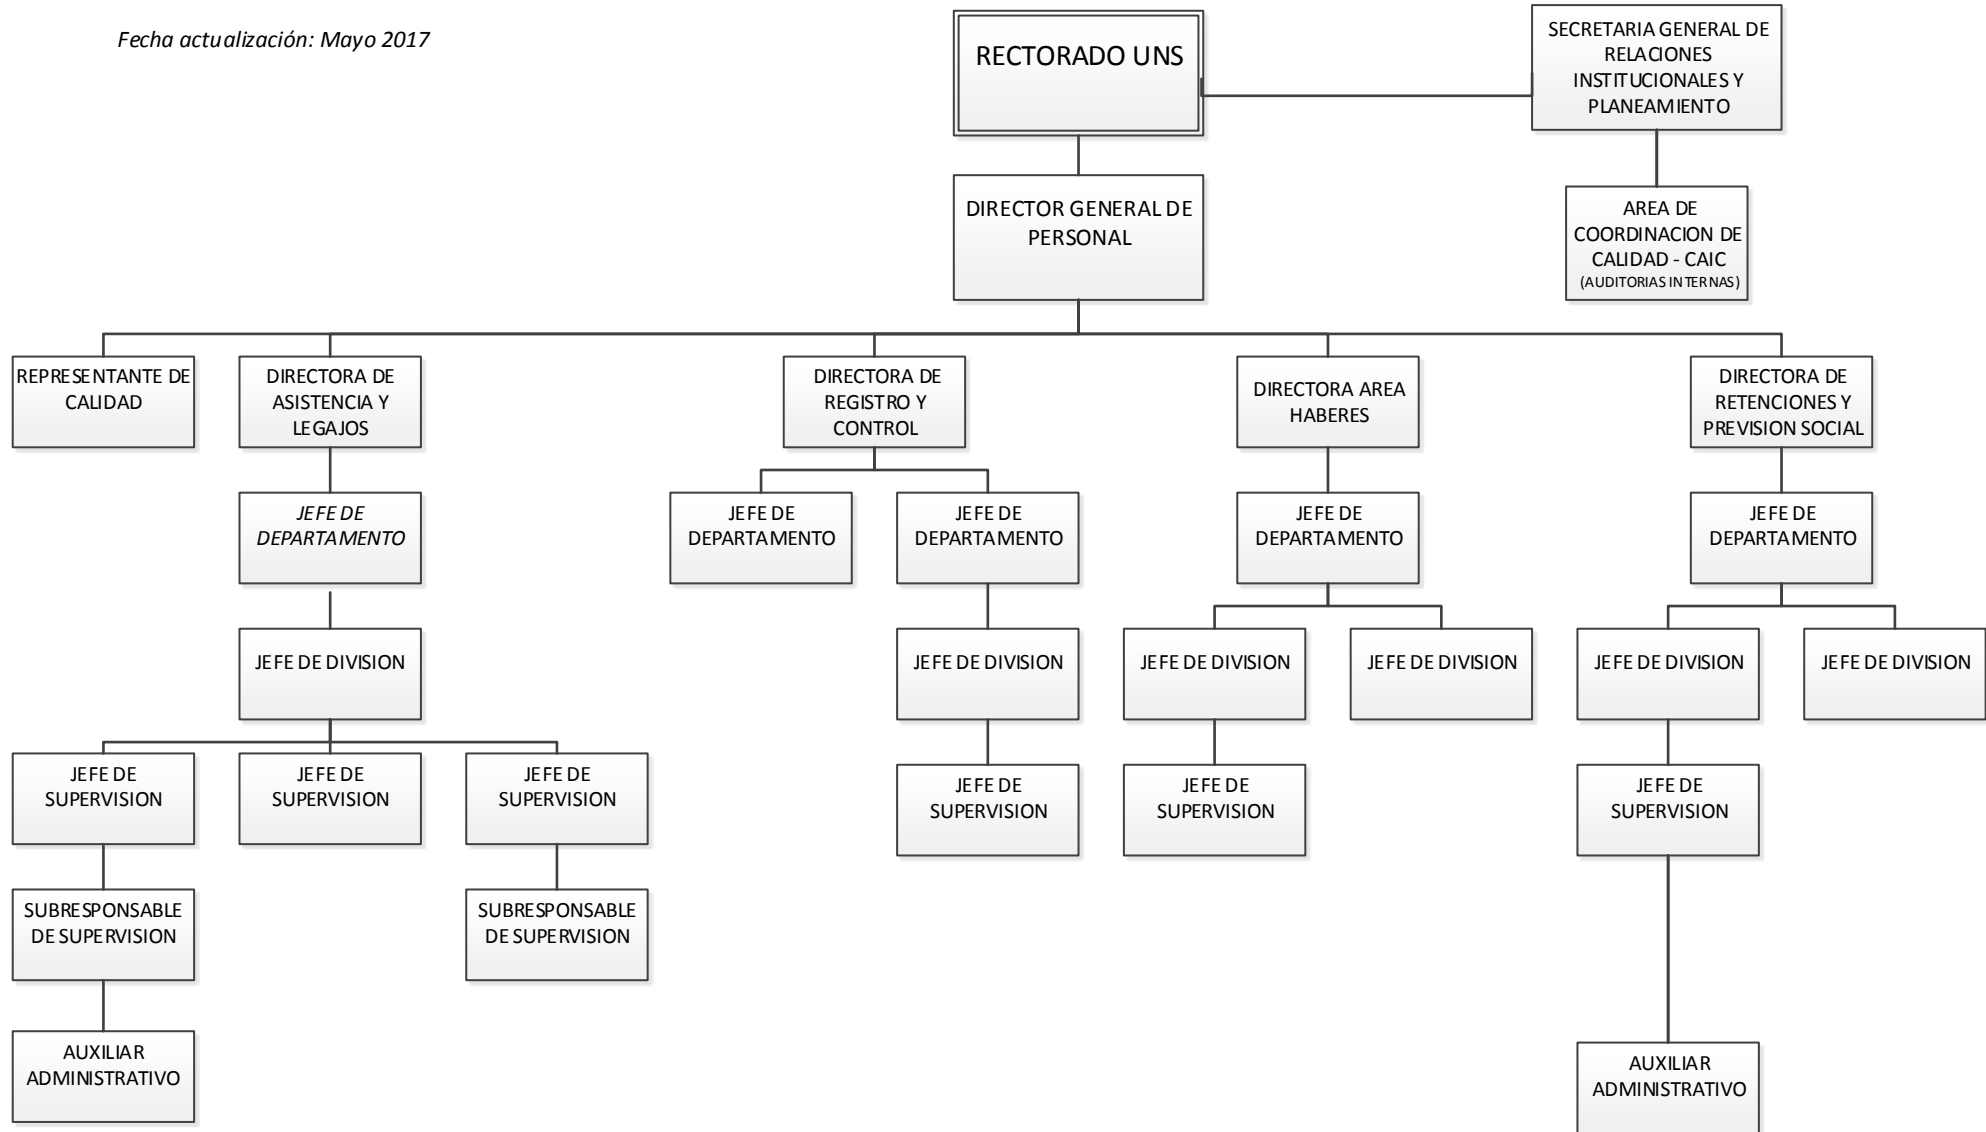 Fecha actualización: Mayo 2017
RECTORADO UNS
SECRETARIA GENERAL DE
RELACIONES
INSTITUCIONALES Y
PLANEAMIENTO
DIRECTOR GENERAL DE
PERSONAL
AREA DE
COORDINACION DE
CALIDAD - CAIC
(AUDITORIAS INTERNAS)
REPRESENTANTE DE
CALIDAD
DIRECTORA DE
ASISTENCIA Y
LEGAJOS
DIRECTORA DE
REGISTRO Y
CONTROL
DIRECTORA AREA
HABERES
DIRECTORA DE
RETENCIONES Y
PREVISION SOCIAL
JEFE DE
DEPARTAMENTO
JEFE DE
DEPARTAMENTO
JEFE DE
DEPARTAMENTO
JEFE DE
DEPARTAMENTO
JEFE DE
DEPARTAMENTO
JEFE DE DIVISION
JEFE DE DIVISION
JEFE DE DIVISION
JEFE DE DIVISION
JEFE DE DIVISION
JEFE DE DIVISION
JEFE DE
SUPERVISION
JEFE DE
SUPERVISION
JEFE DE
SUPERVISION
JEFE DE
SUPERVISION
JEFE DE
SUPERVISION
JEFE DE
SUPERVISION
SUBRESPONSABLE
DE SUPERVISION
SUBRESPONSABLE
DE SUPERVISION
AUXILIAR
ADMINISTRATIVO
AUXILIAR
ADMINISTRATIVO